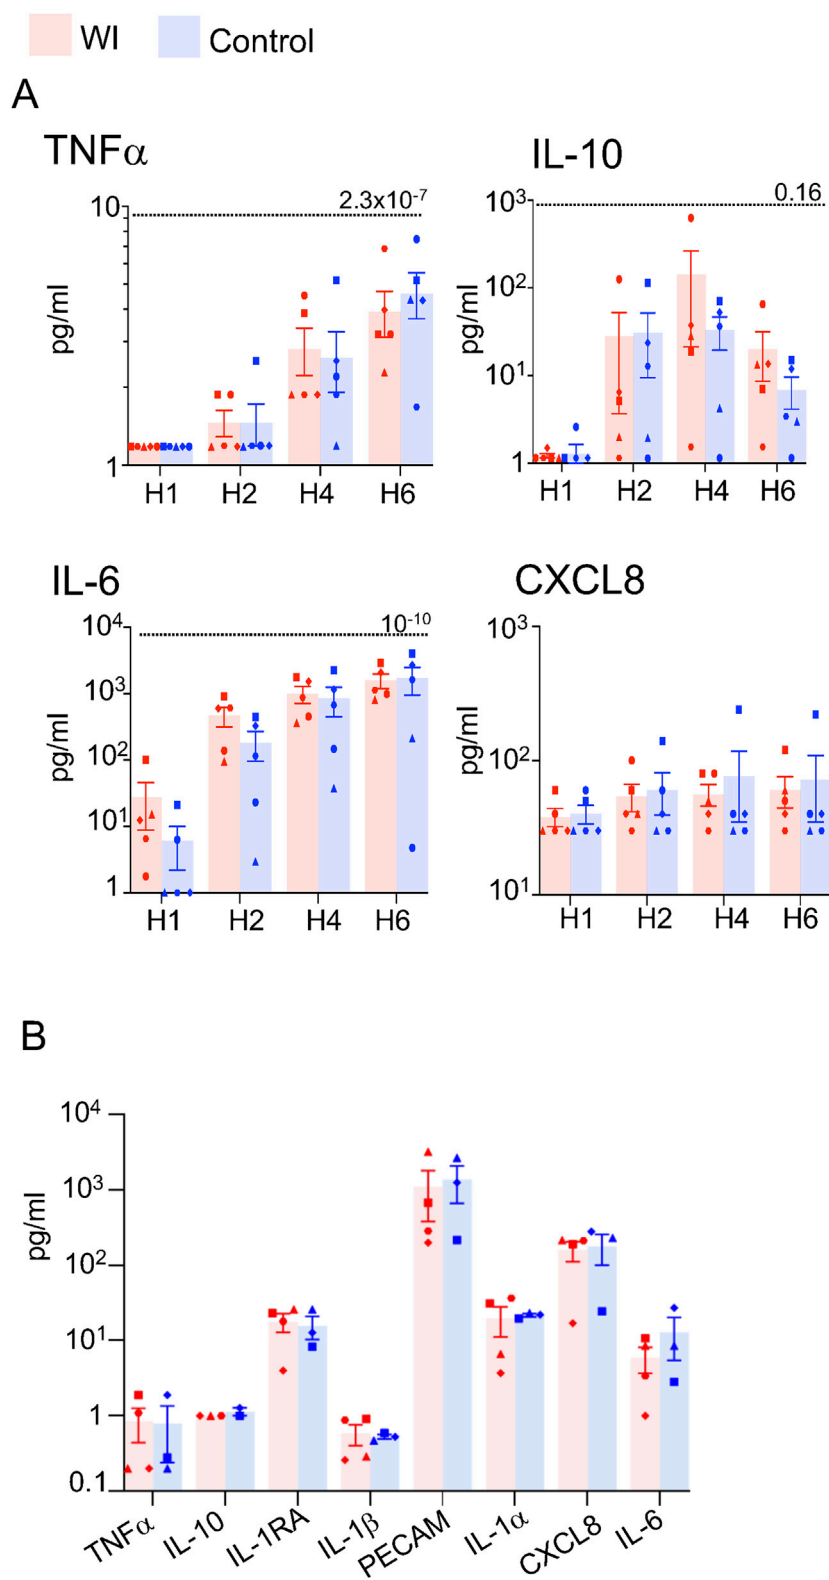 WI Control
A
TNFα
2.3x10⁻⁷
10
pg/ml
1
H1 H2 H4 H6
IL-10
0.16
10³
10²
pg/ml
10¹
1
H1 H2 H4 H6
IL-6
10⁻¹⁰
10⁴
10³
pg/ml
10²
10¹
1
H1 H2 H4 H6
CXCL8
10³
pg/ml
10²
10¹
H1 H2 H4 H6
B
10⁴
10³
pg/ml
10²
10¹
1
0.1
TNFα IL-10 IL-1RA IL-1β PECAM IL-1α CXCL8 IL-6